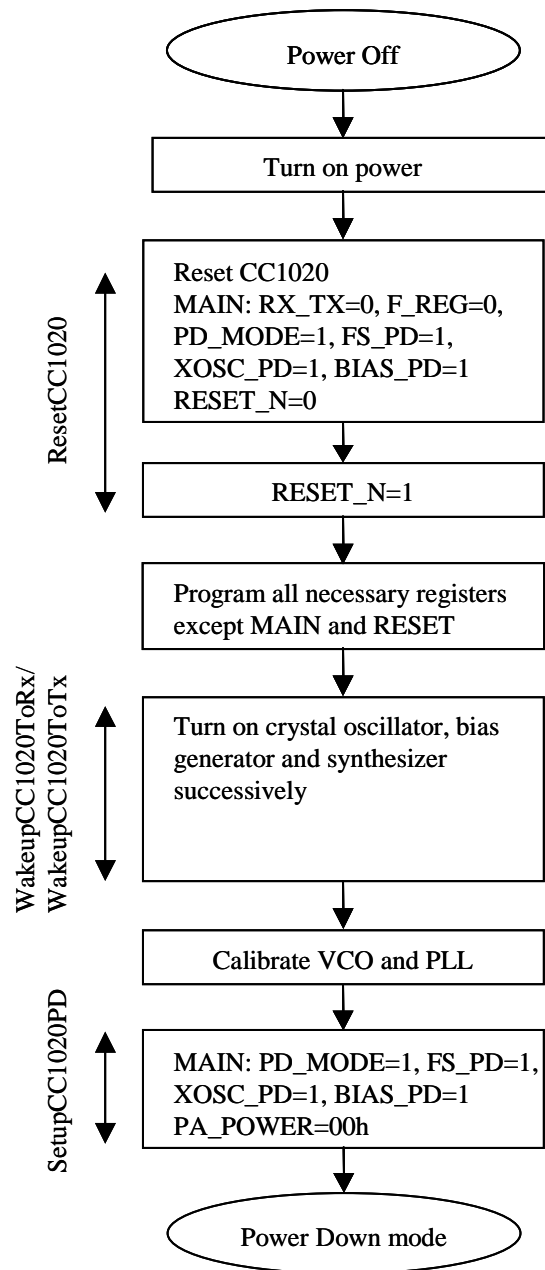 Power Off
Turn on power
ResetCC1020
Reset CC1020
MAIN: RX_TX=0, F_REG=0,
PD_MODE=1, FS_PD=1,
XOSC_PD=1, BIAS_PD=1
RESET_N=0
RESET_N=1
Program all necessary registers
except MAIN and RESET
WakeupCC1020ToRx/
WakeupCC1020ToTx
Turn on crystal oscillator, bias
generator and synthesizer
successively
Calibrate VCO and PLL
SetupCC1020PD
MAIN: PD_MODE=1, FS_PD=1,
XOSC_PD=1, BIAS_PD=1
PA_POWER=00h
Power Down mode